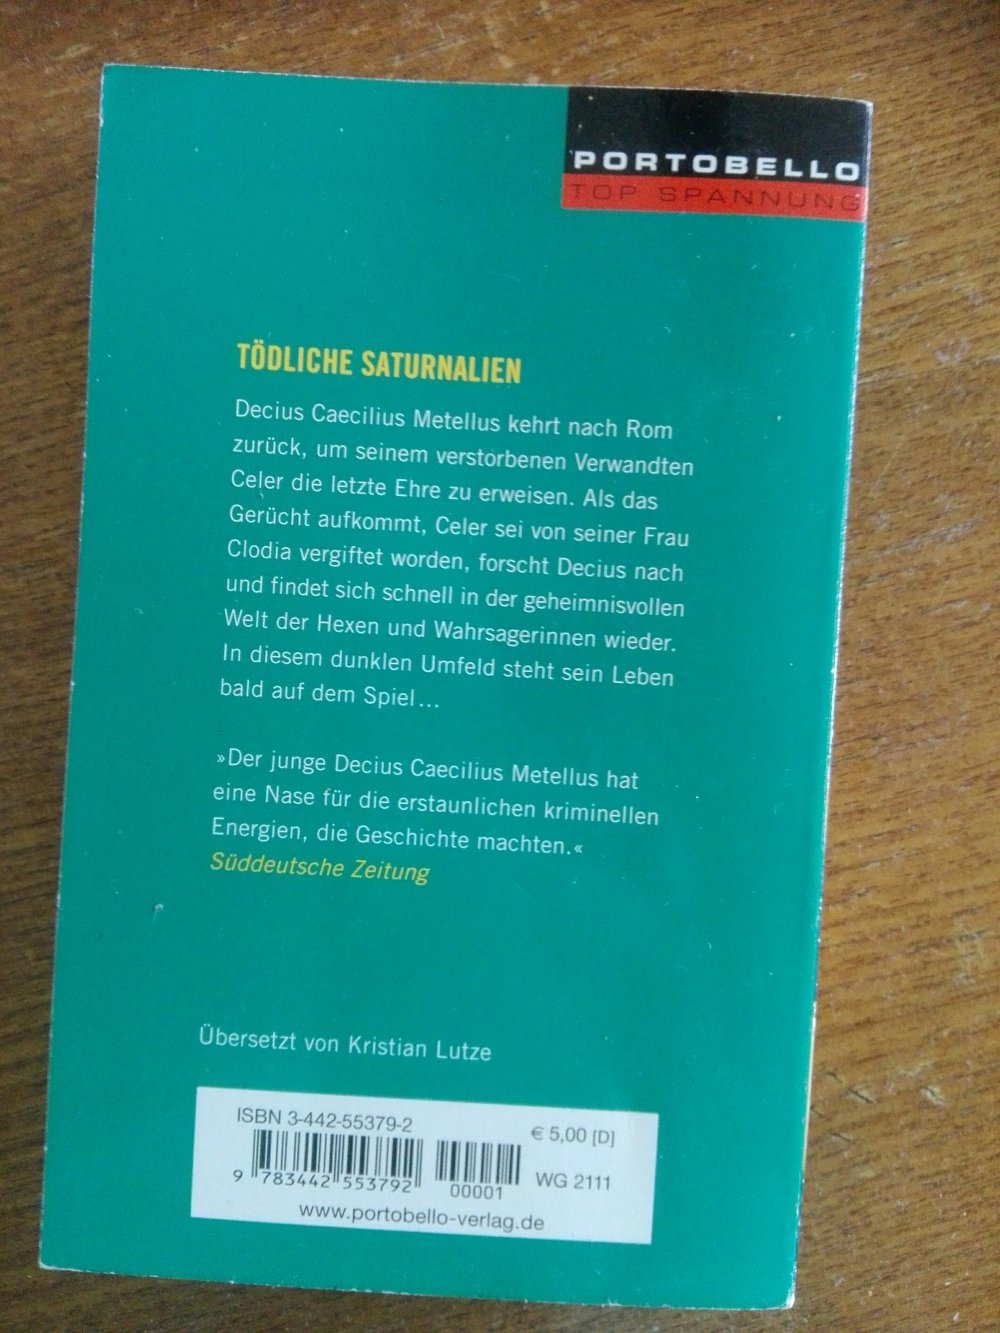 PORTOBELLO
TOP SPANNUNG
TÖDLICHE SATURNALIEN
Decius Caecilius Metellus kehrt nach Rom
zurück, um seinem verstorbenen Verwandten
Celer die letzte Ehre zu erweisen. Als das
Gerücht aufkommt, Celer sei von seiner Frau
Clodia vergiftet worden, forscht Decius nach
und findet sich schnell in der geheimnisvollen
Welt der Hexen und Wahrsagerinnen wieder.
In diesem dunklen Umfeld steht sein Leben
bald auf dem Spiel...
»Der junge Decius Caecilius Metellus hat
eine Nase für die erstaunlichen kriminellen
Energien, die Geschichte machten.«
Süddeutsche Zeitung
Übersetzt von Kristian Lutze
ISBN 3-442-55379-2
€ 5,00 [D]
9 783442 553792
00001
WG 2111
www.portobello-verlag.de